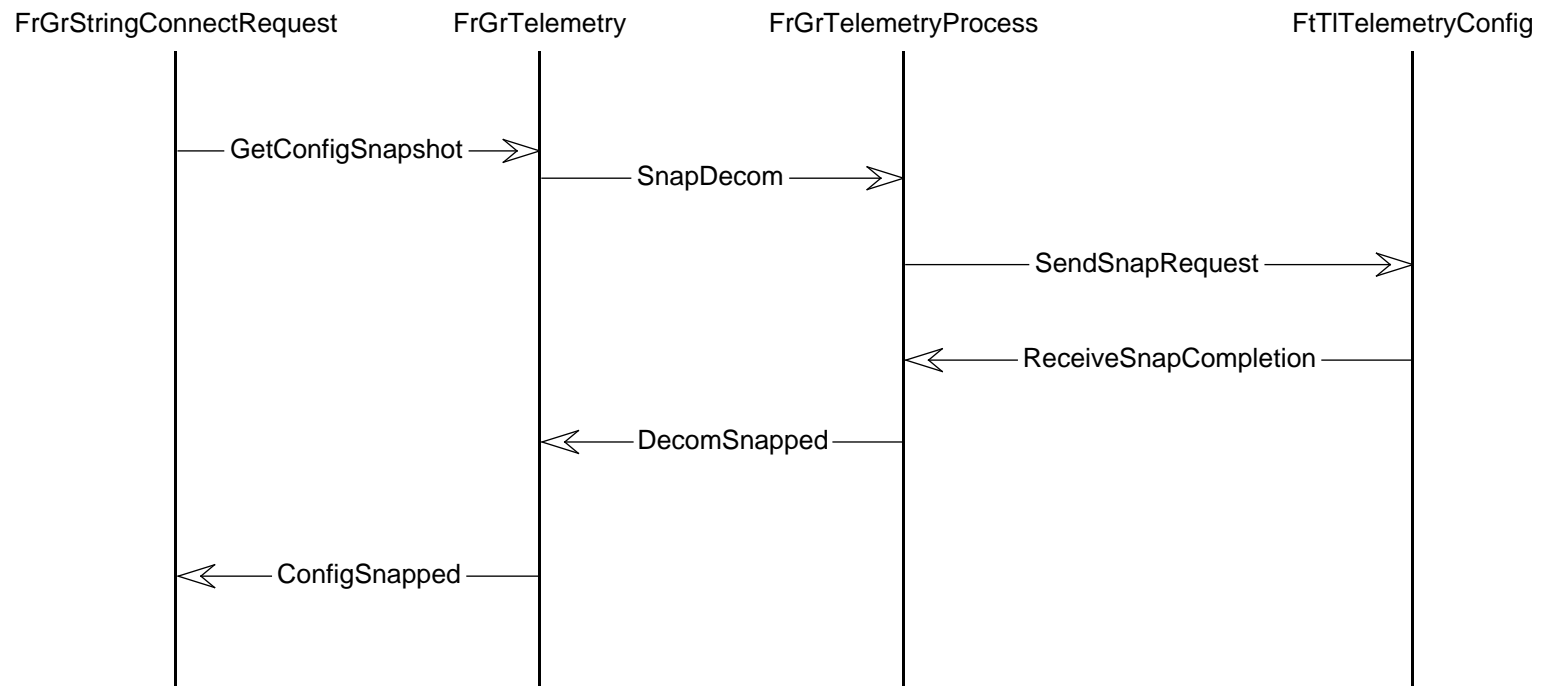 FrGrStringConnectRequest FrGrTelemetry FrGrTelemetryProcess FtTlTelemetryConfig
GetConfigSnapshot
SnapDecom
SendSnapRequest
ReceiveSnapCompletion
DecomSnapped
ConfigSnapped